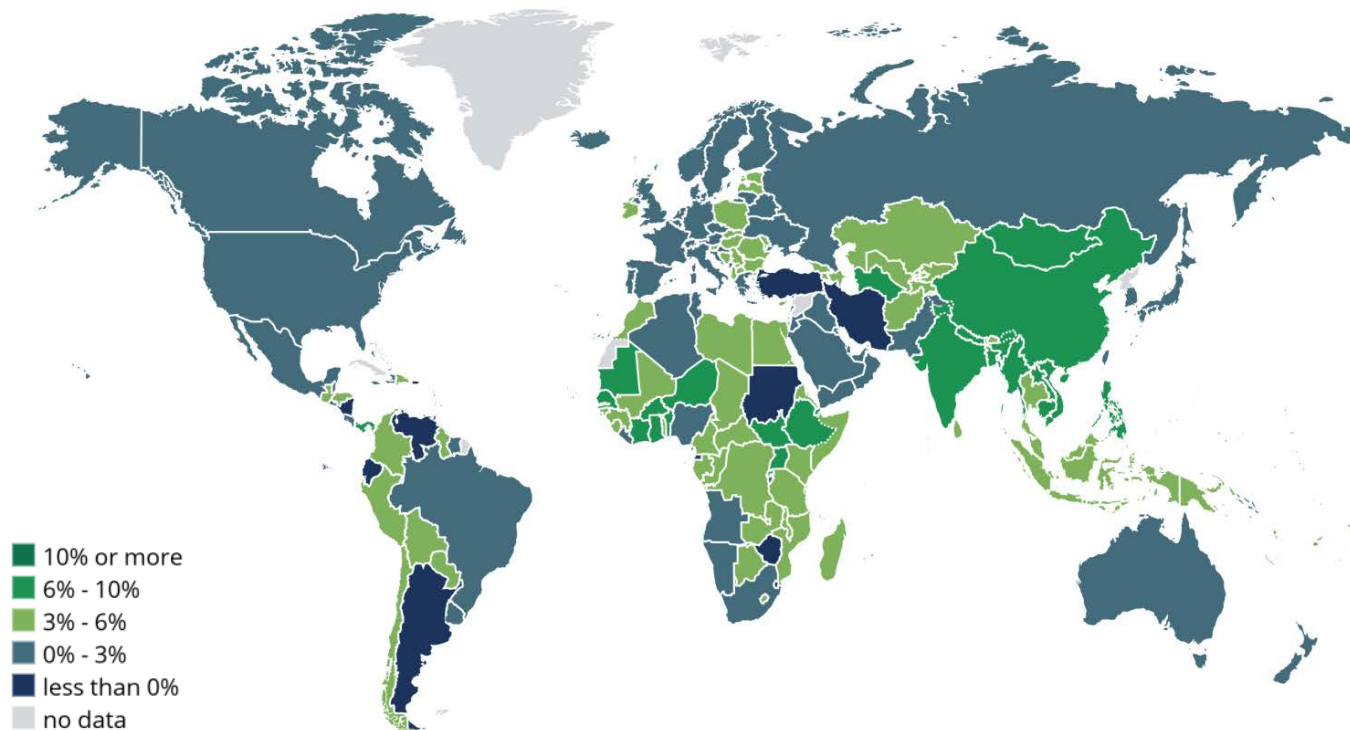 10% or more
6% - 10%
3% - 6%
0% - 3%
less than 0%
no data